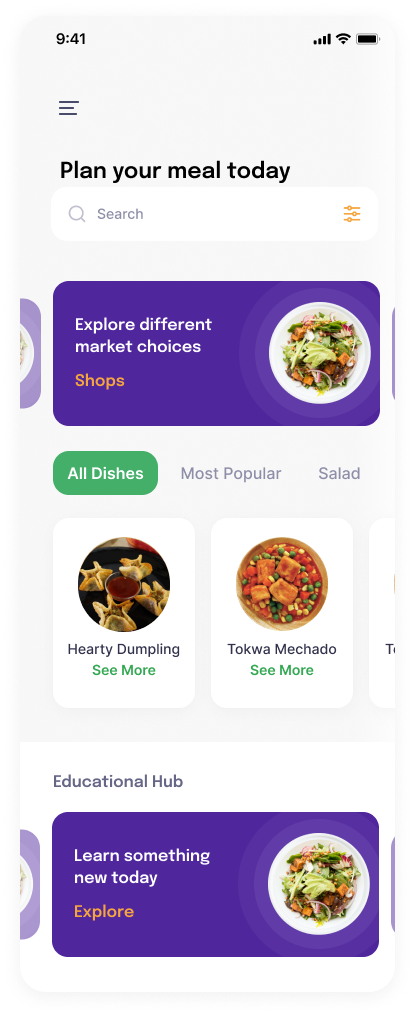 9:41
Plan your meal today
Search
Explore different
market choices
Shops
All Dishes
Most Popular
Salad
Hearty Dumpling
See More
Tokwa Mechado
See More
Educational Hub
Learn something
new today
Explore